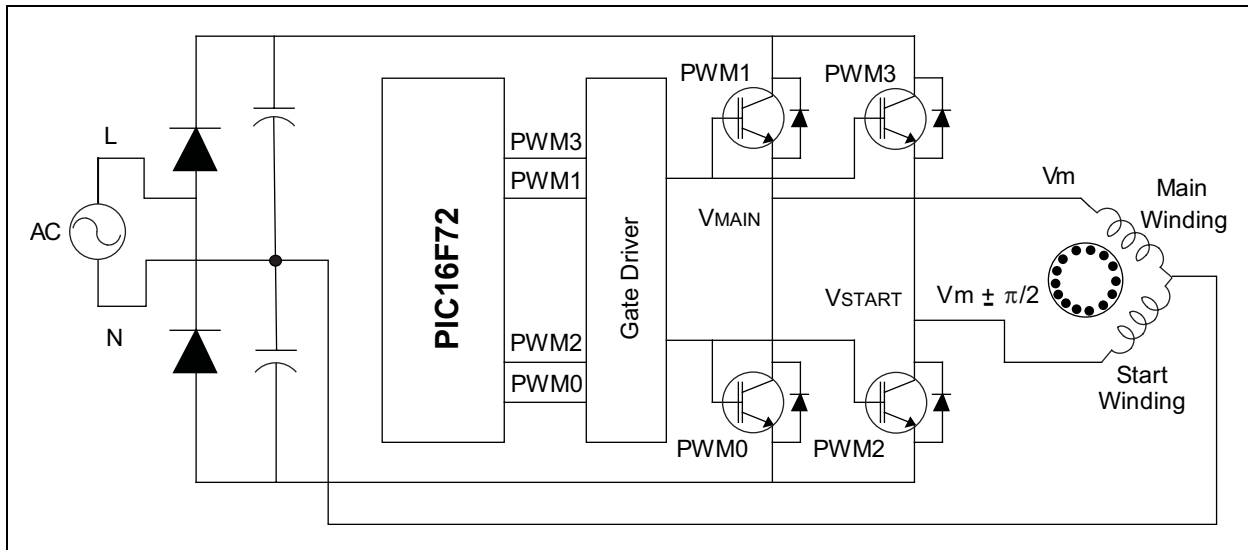 L
AC
N
PIC16F72
PWM3
PWM1
PWM2
PWM0
Gate Driver
PWM1
PWM3
VMAIN
VSTART
PWM0
PWM2
Vm
Main
Winding
Vm ± π/2
Start
Winding